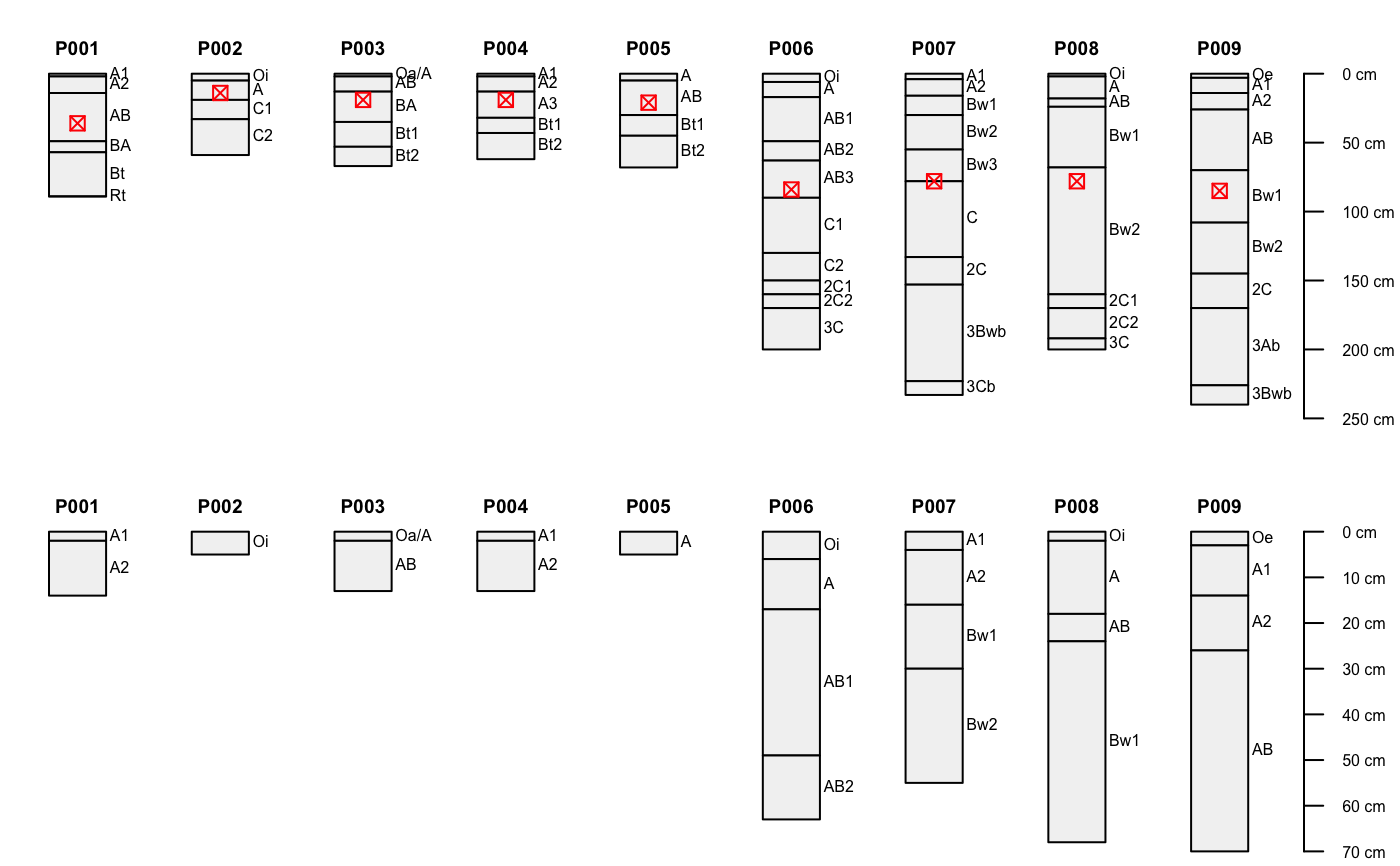 P001 P002 P003 P004 P005 P006 P007 P008 P009
A1
A2
AB
BA
Bt
Rt
Oi
A
C1
C2
Oa/A
AB
BA
Bt1
Bt2
A1
A2
A3
Bt1
Bt2
A
AB
Bt1
Bt2
Oi
A
AB1
AB2
AB3
C1
C2
2C1
2C2
3C
A1
A2
Bw1
Bw2
Bw3
C
2C
3Bwb
3Cb
Oi
A
AB
Bw1
Bw2
2C1
2C2
3C
Oe
A1
A2
AB
Bw1
Bw2
2C
3Ab
3Bwb
0 cm
50 cm
100 cm
150 cm
200 cm
250 cm
P001 P002 P003 P004 P005 P006 P007 P008 P009
A1
A2
Oi
Oa/A
AB
A1
A2
A
Oi
A
AB1
AB2
A1
A2
Bw1
Bw2
Oi
A
AB
Bw1
Oe
A1
A2
AB
0 cm
10 cm
20 cm
30 cm
40 cm
50 cm
60 cm
70 cm